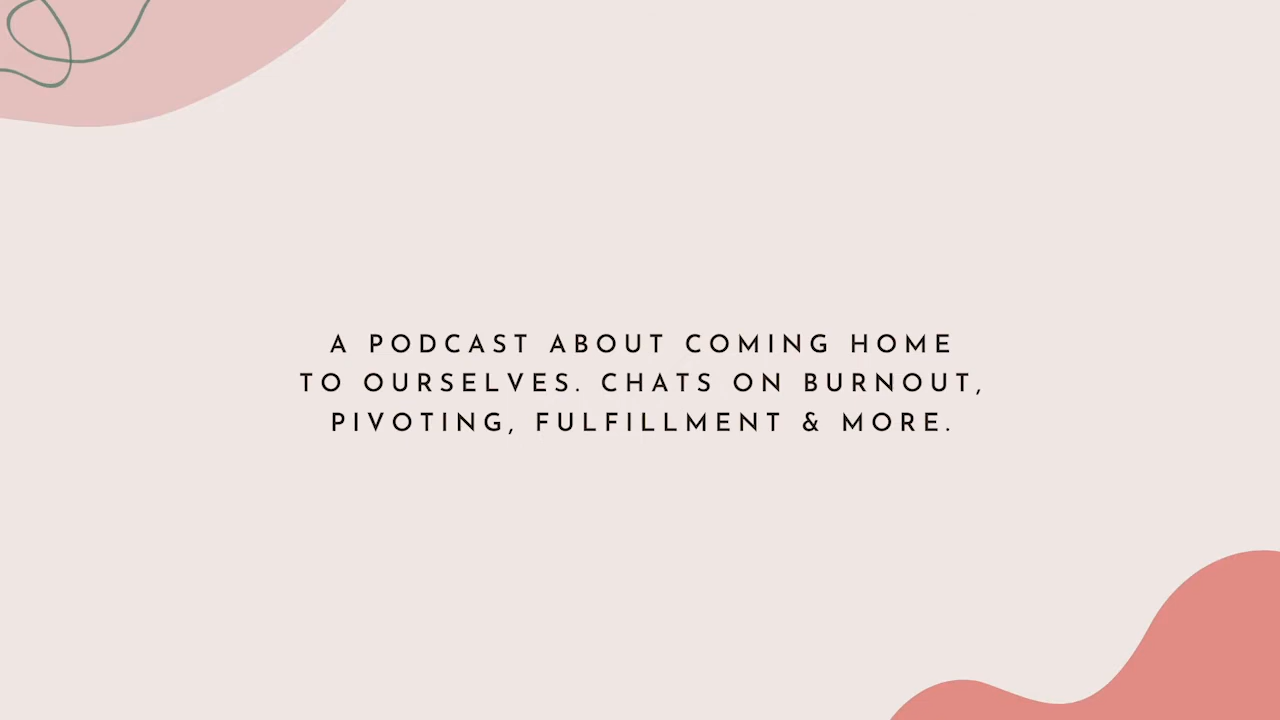 A PODCAST ABOUT COMING HOME
TO OURSELVES. CHATS ON BURNOUT,
PIVOTING, FULFILLMENT & MORE.